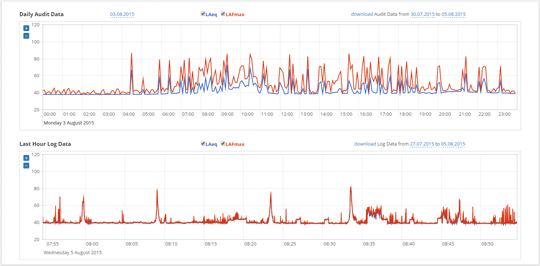 Daily Audit Data 03.08.2015 LAeq LAFmax download Audit Data from 30.07.2015 to 05.08.2015
120
100
80
60
40
20
00:00 01:00 02:00 03:00 04:00 05:00 06:00 07:00 08:00 09:00 10:00 11:00 12:00 13:00 14:00 15:00 16:00 17:00 18:00 19:00 20:00 21:00 22:00 23:00
Monday 3 August 2015
Last Hour Log Data LAeq LAFmax download Log Data from 27.07.2015 to 05.08.2015
120
100
80
60
40
20
07:55 08:00 08:05 08:10 08:15 08:20 08:25 08:30 08:35 08:40 08:45 08:50
Wednesday 5 August 2015